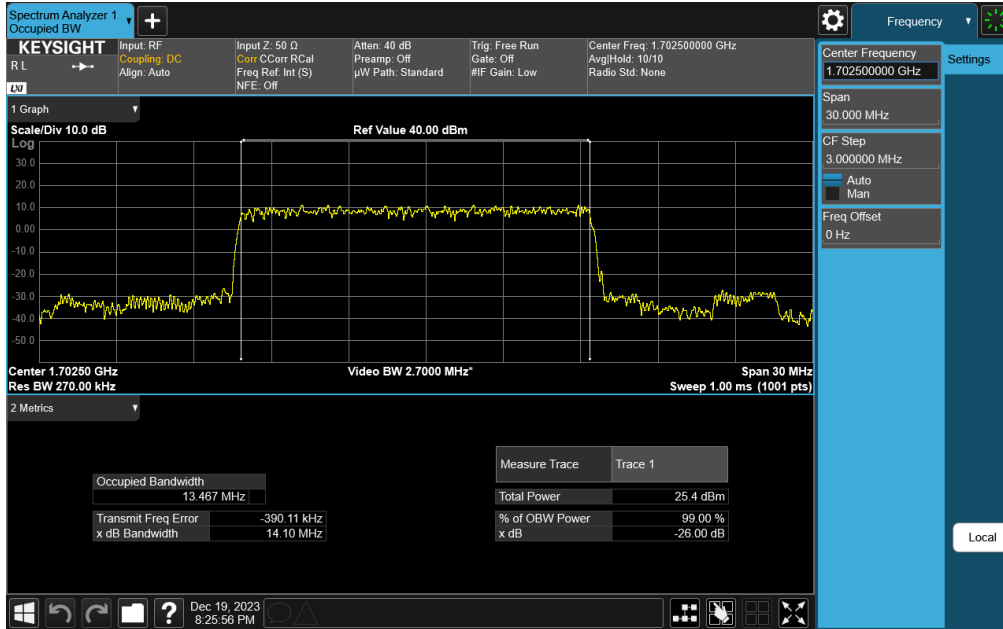 Spectrum Analyzer 1
Occupied BW
Frequency
KEYSIGHT
R L
LXI
Input: RF
Coupling: DC
Align: Auto
Input Z: 50 Ω
Corr CCorr RCal
Freq Ref: Int (S)
NFE: Off
Atten: 40 dB
Preamp: Off
µW Path: Standard
Trig: Free Run
Gate: Off
#IF Gain: Low
Center Freq: 1.702500000 GHz
Avg|Hold: 10/10
Radio Std: None
Center Frequency
1.702500000 GHz
Settings
Span
30.000 MHz
CF Step
3.000000 MHz
Auto
Man
Freq Offset
0 Hz
Local
1 Graph
Scale/Div 10.0 dB
Ref Value 40.00 dBm
Log
30.0
20.0
10.0
0.00
-10.0
-20.0
-30.0
-40.0
-50.0
Center 1.70250 GHz
Video BW 2.7000 MHz*
Span 30 MHz
Res BW 270.00 kHz
Sweep 1.00 ms (1001 pts)
2 Metrics
Measure Trace Trace 1
Occupied Bandwidth
13.467 MHz
Total Power 25.4 dBm
Transmit Freq Error -390.11 kHz
% of OBW Power 99.00 %
x dB Bandwidth 14.10 MHz
x dB -26.00 dB
?
Dec 19, 2023
8:25:56 PM